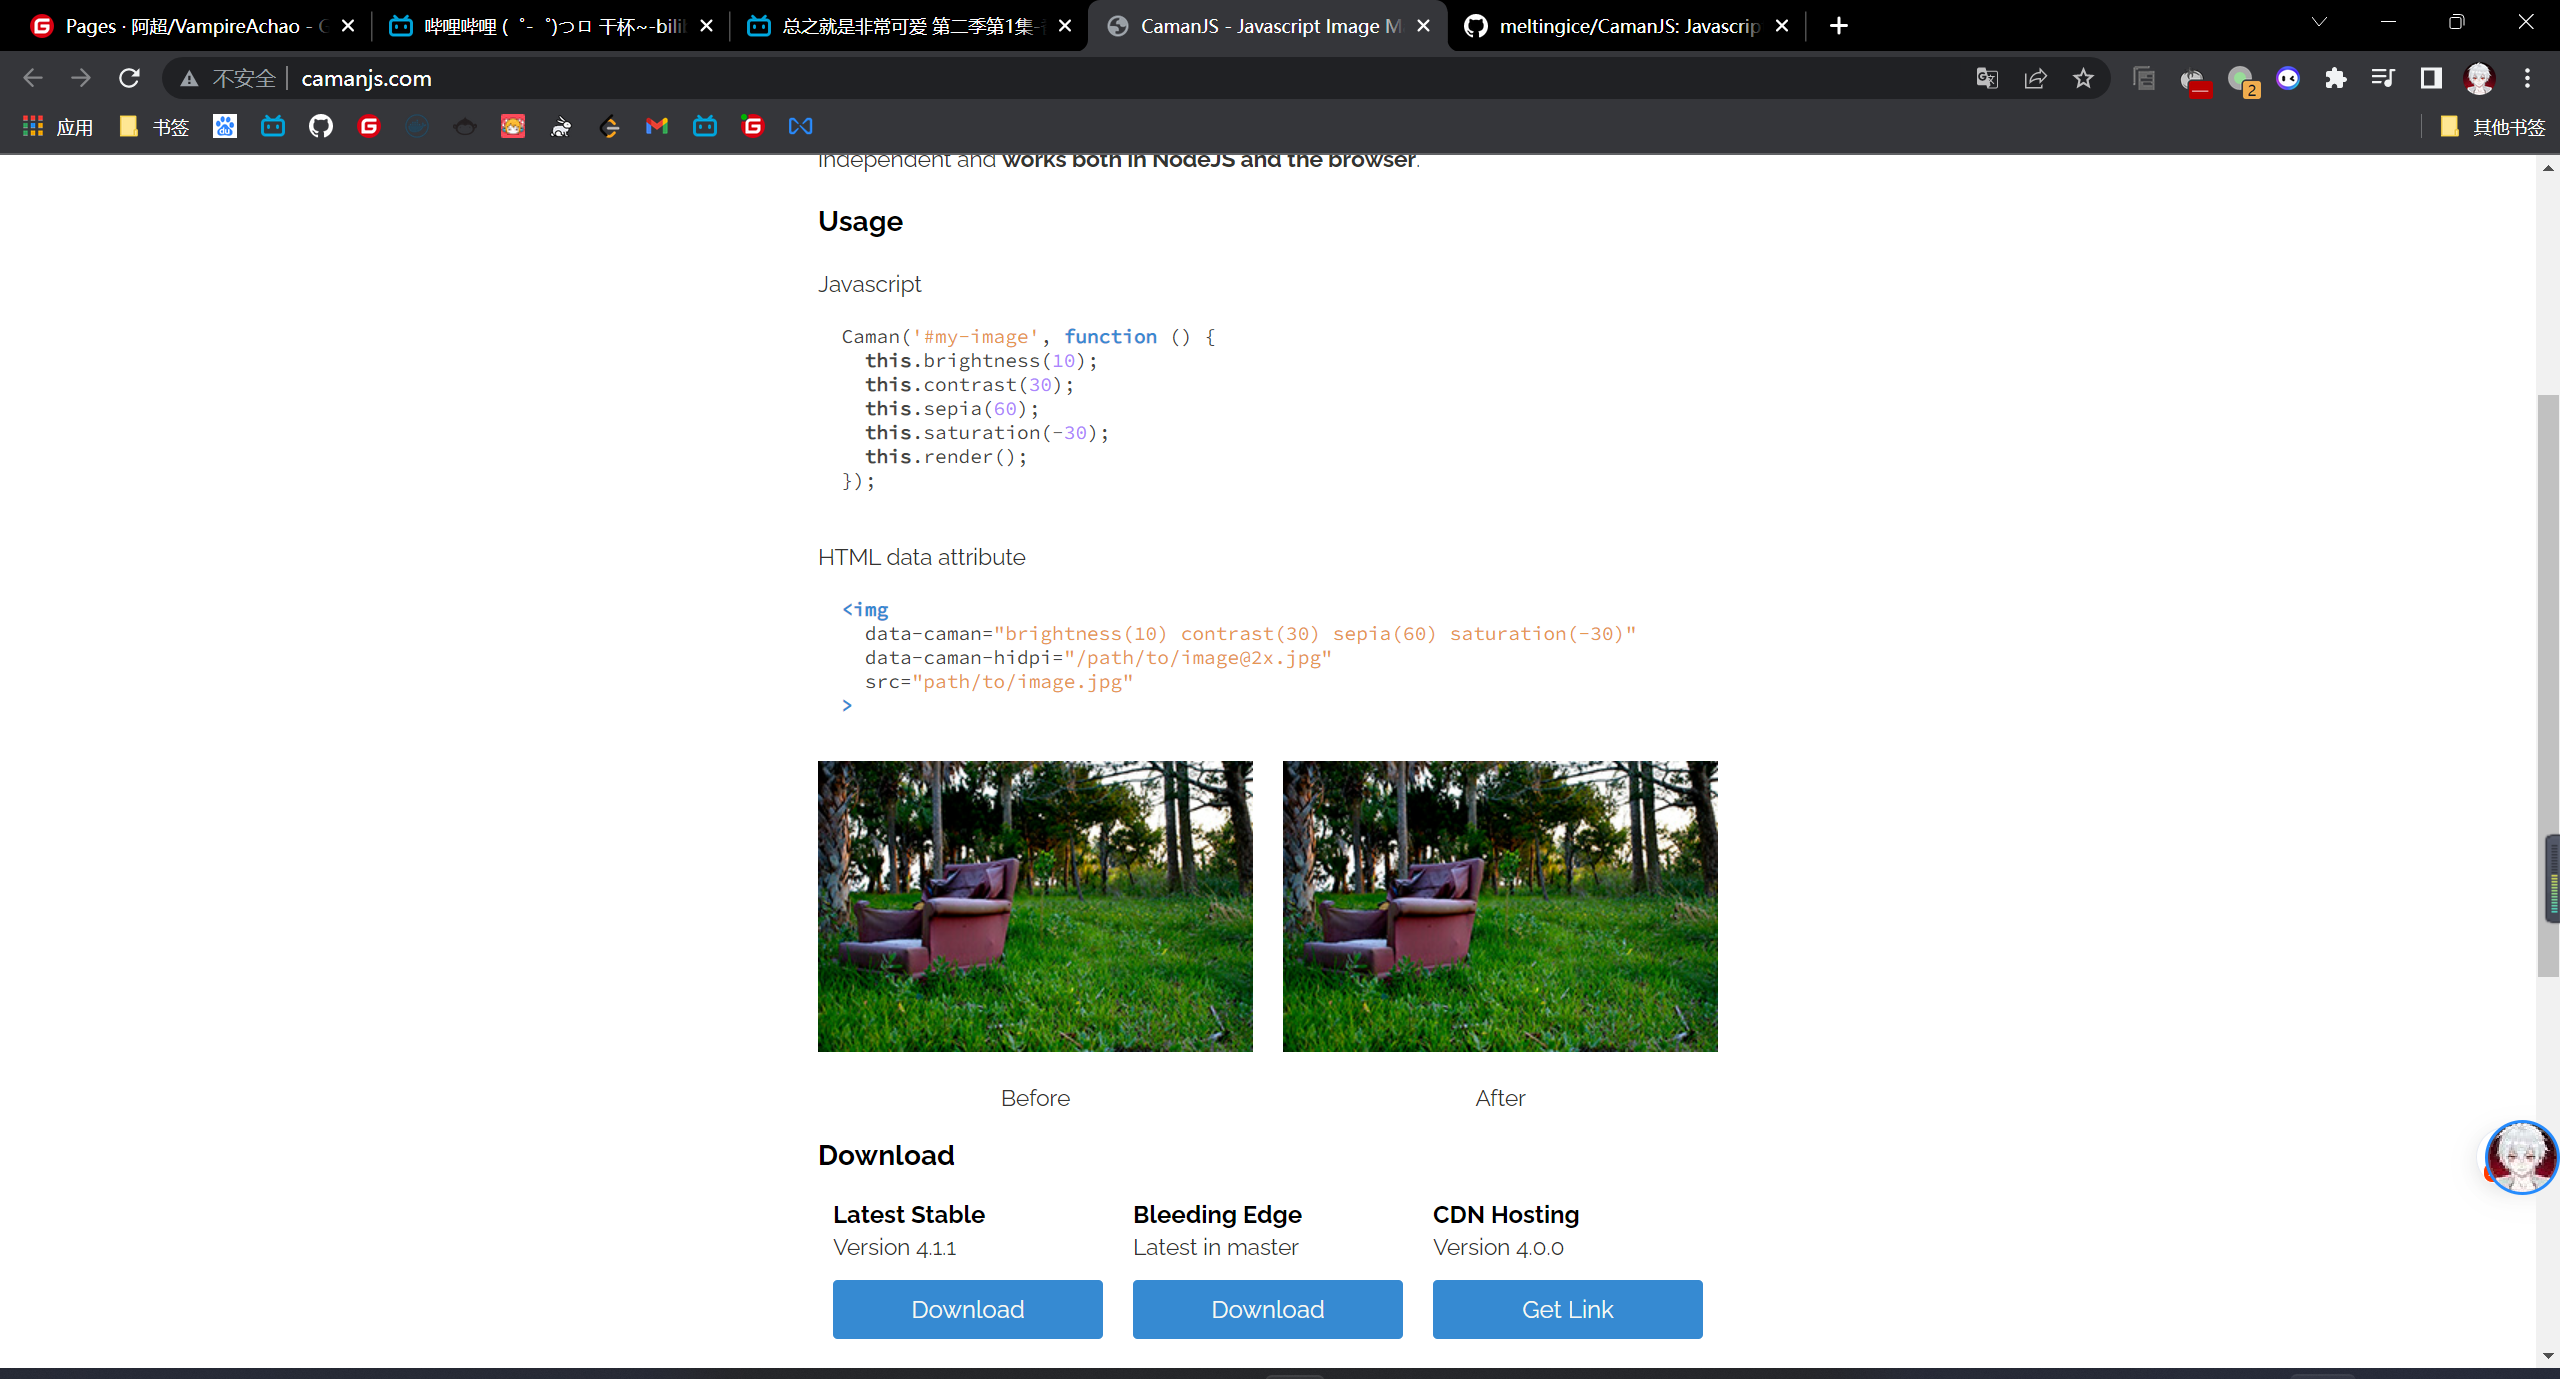 Pages · 阿超/VampireAchao -
哔哩哔哩 (゜-゜)つロ 干杯~-bili
总之就是非常可爱 第二季第1集-
CamanJS - Javascript Image M
meltingice/CamanJS: Javascrip
不安全 camanjs.com
2
应用 书签 其他书签
independent and works both in NodeJS and the browser.
Usage
Javascript
Caman('#my-image', function () {
this.brightness(10);
this.contrast(30);
this.sepia(60);
this.saturation(-30);
this.render();
});
HTML data attribute
<img
data-caman="brightness(10) contrast(30) sepia(60) saturation(-30)"
data-caman-hidpi="/path/to/image@2x.jpg"
src="path/to/image.jpg"
>
Before After
Download
Latest Stable
Version 4.1.1
Download
Bleeding Edge
Latest in master
Download
CDN Hosting
Version 4.0.0
Get Link